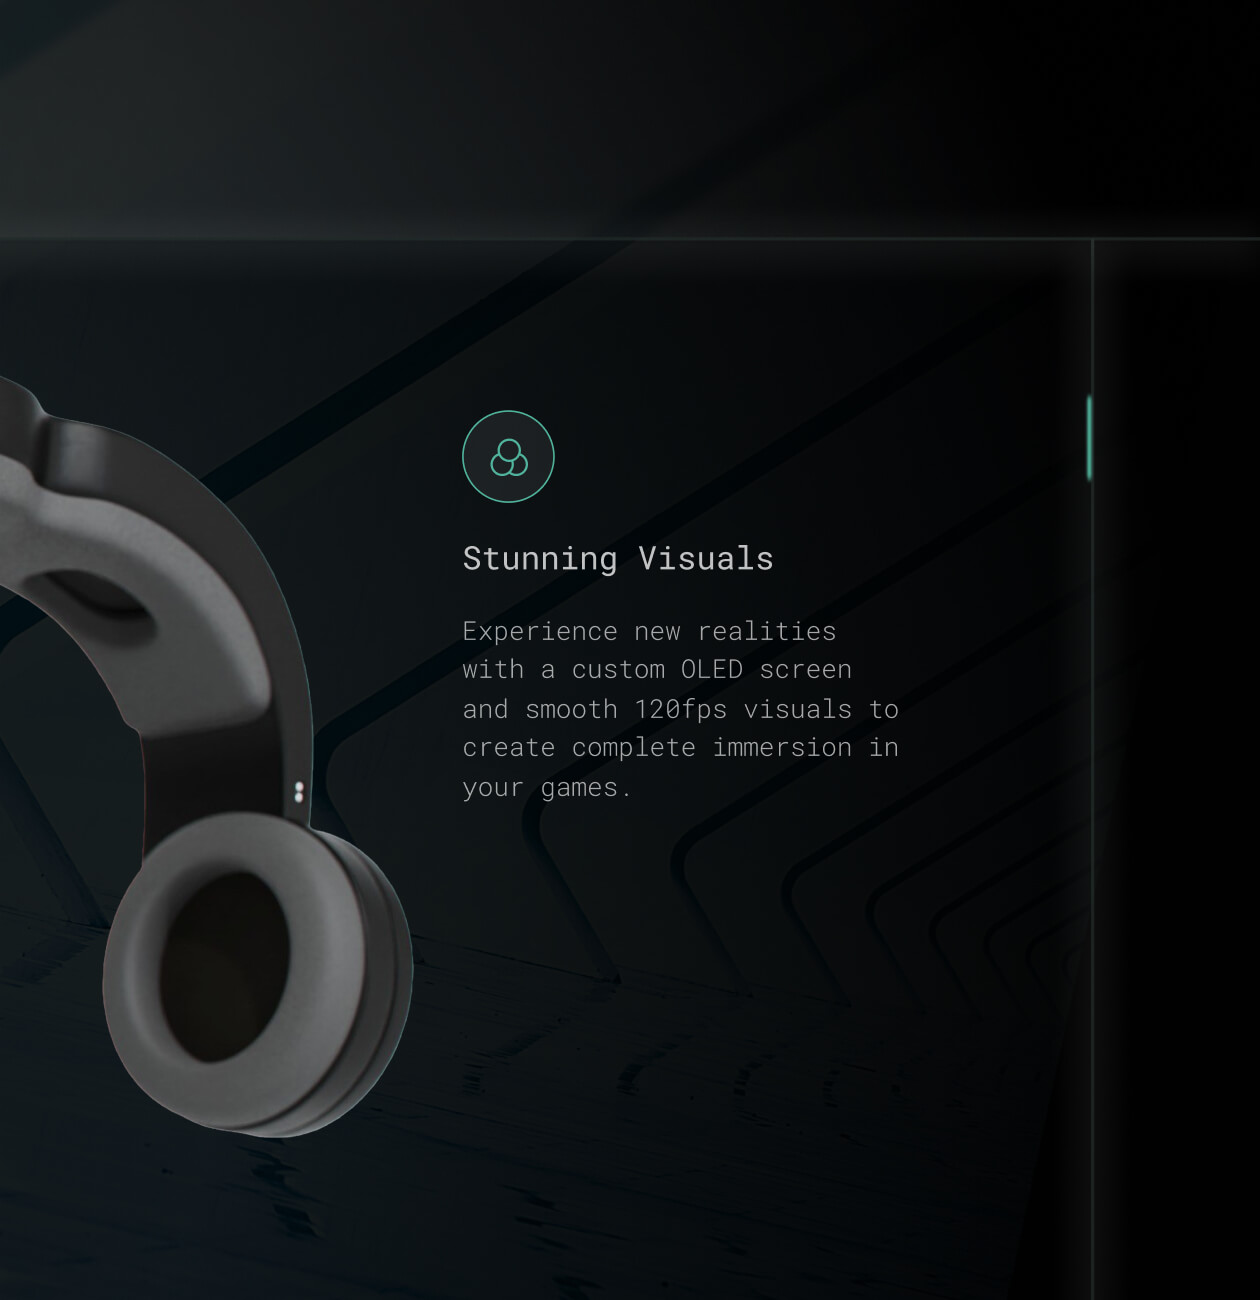 Stunning Visuals
Experience new realities
with a custom OLED screen
and smooth 120fps visuals to
create complete immersion in
your games.